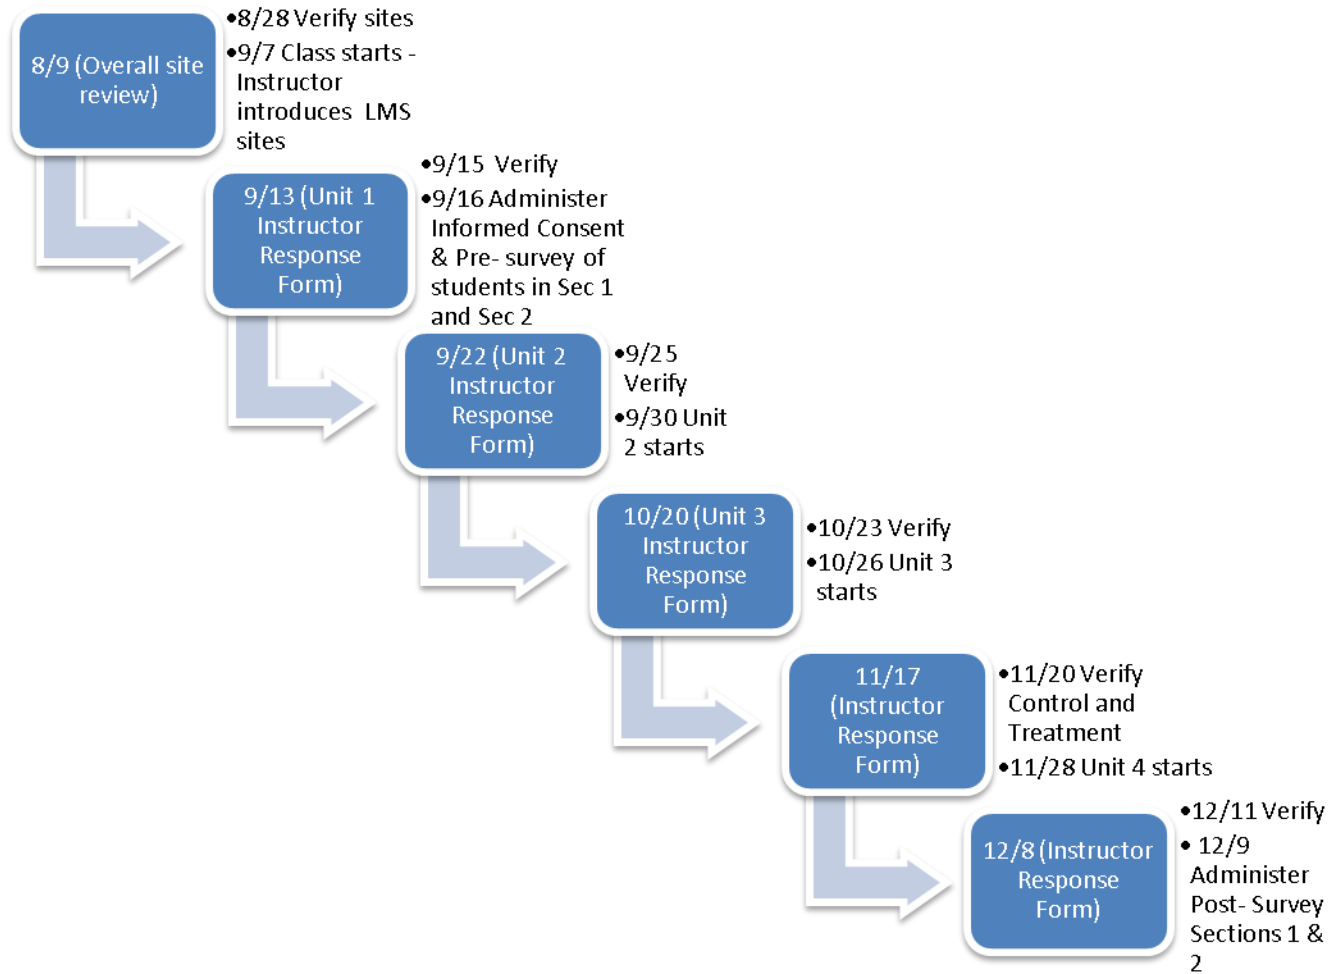 8/9 (Overall site
review)
•8/28 Verify sites
•9/7 Class starts -
Instructor
introduces LMS
sites
9/13 (Unit 1
Instructor
Response
Form)
•9/15 Verify
•9/16 Administer
Informed Consent
& Pre- survey of
students in Sec 1
and Sec 2
9/22 (Unit 2
Instructor
Response
Form)
•9/25
Verify
•9/30 Unit
2 starts
10/20 (Unit 3
Instructor
Response
Form)
•10/23 Verify
•10/26 Unit 3
starts
11/17
(Instructor
Response
Form)
•11/20 Verify
Control and
Treatment
•11/28 Unit 4 starts
12/8 (Instructor
Response
Form)
•12/11 Verify
• 12/9
Administer
Post- Survey
Sections 1 &
2